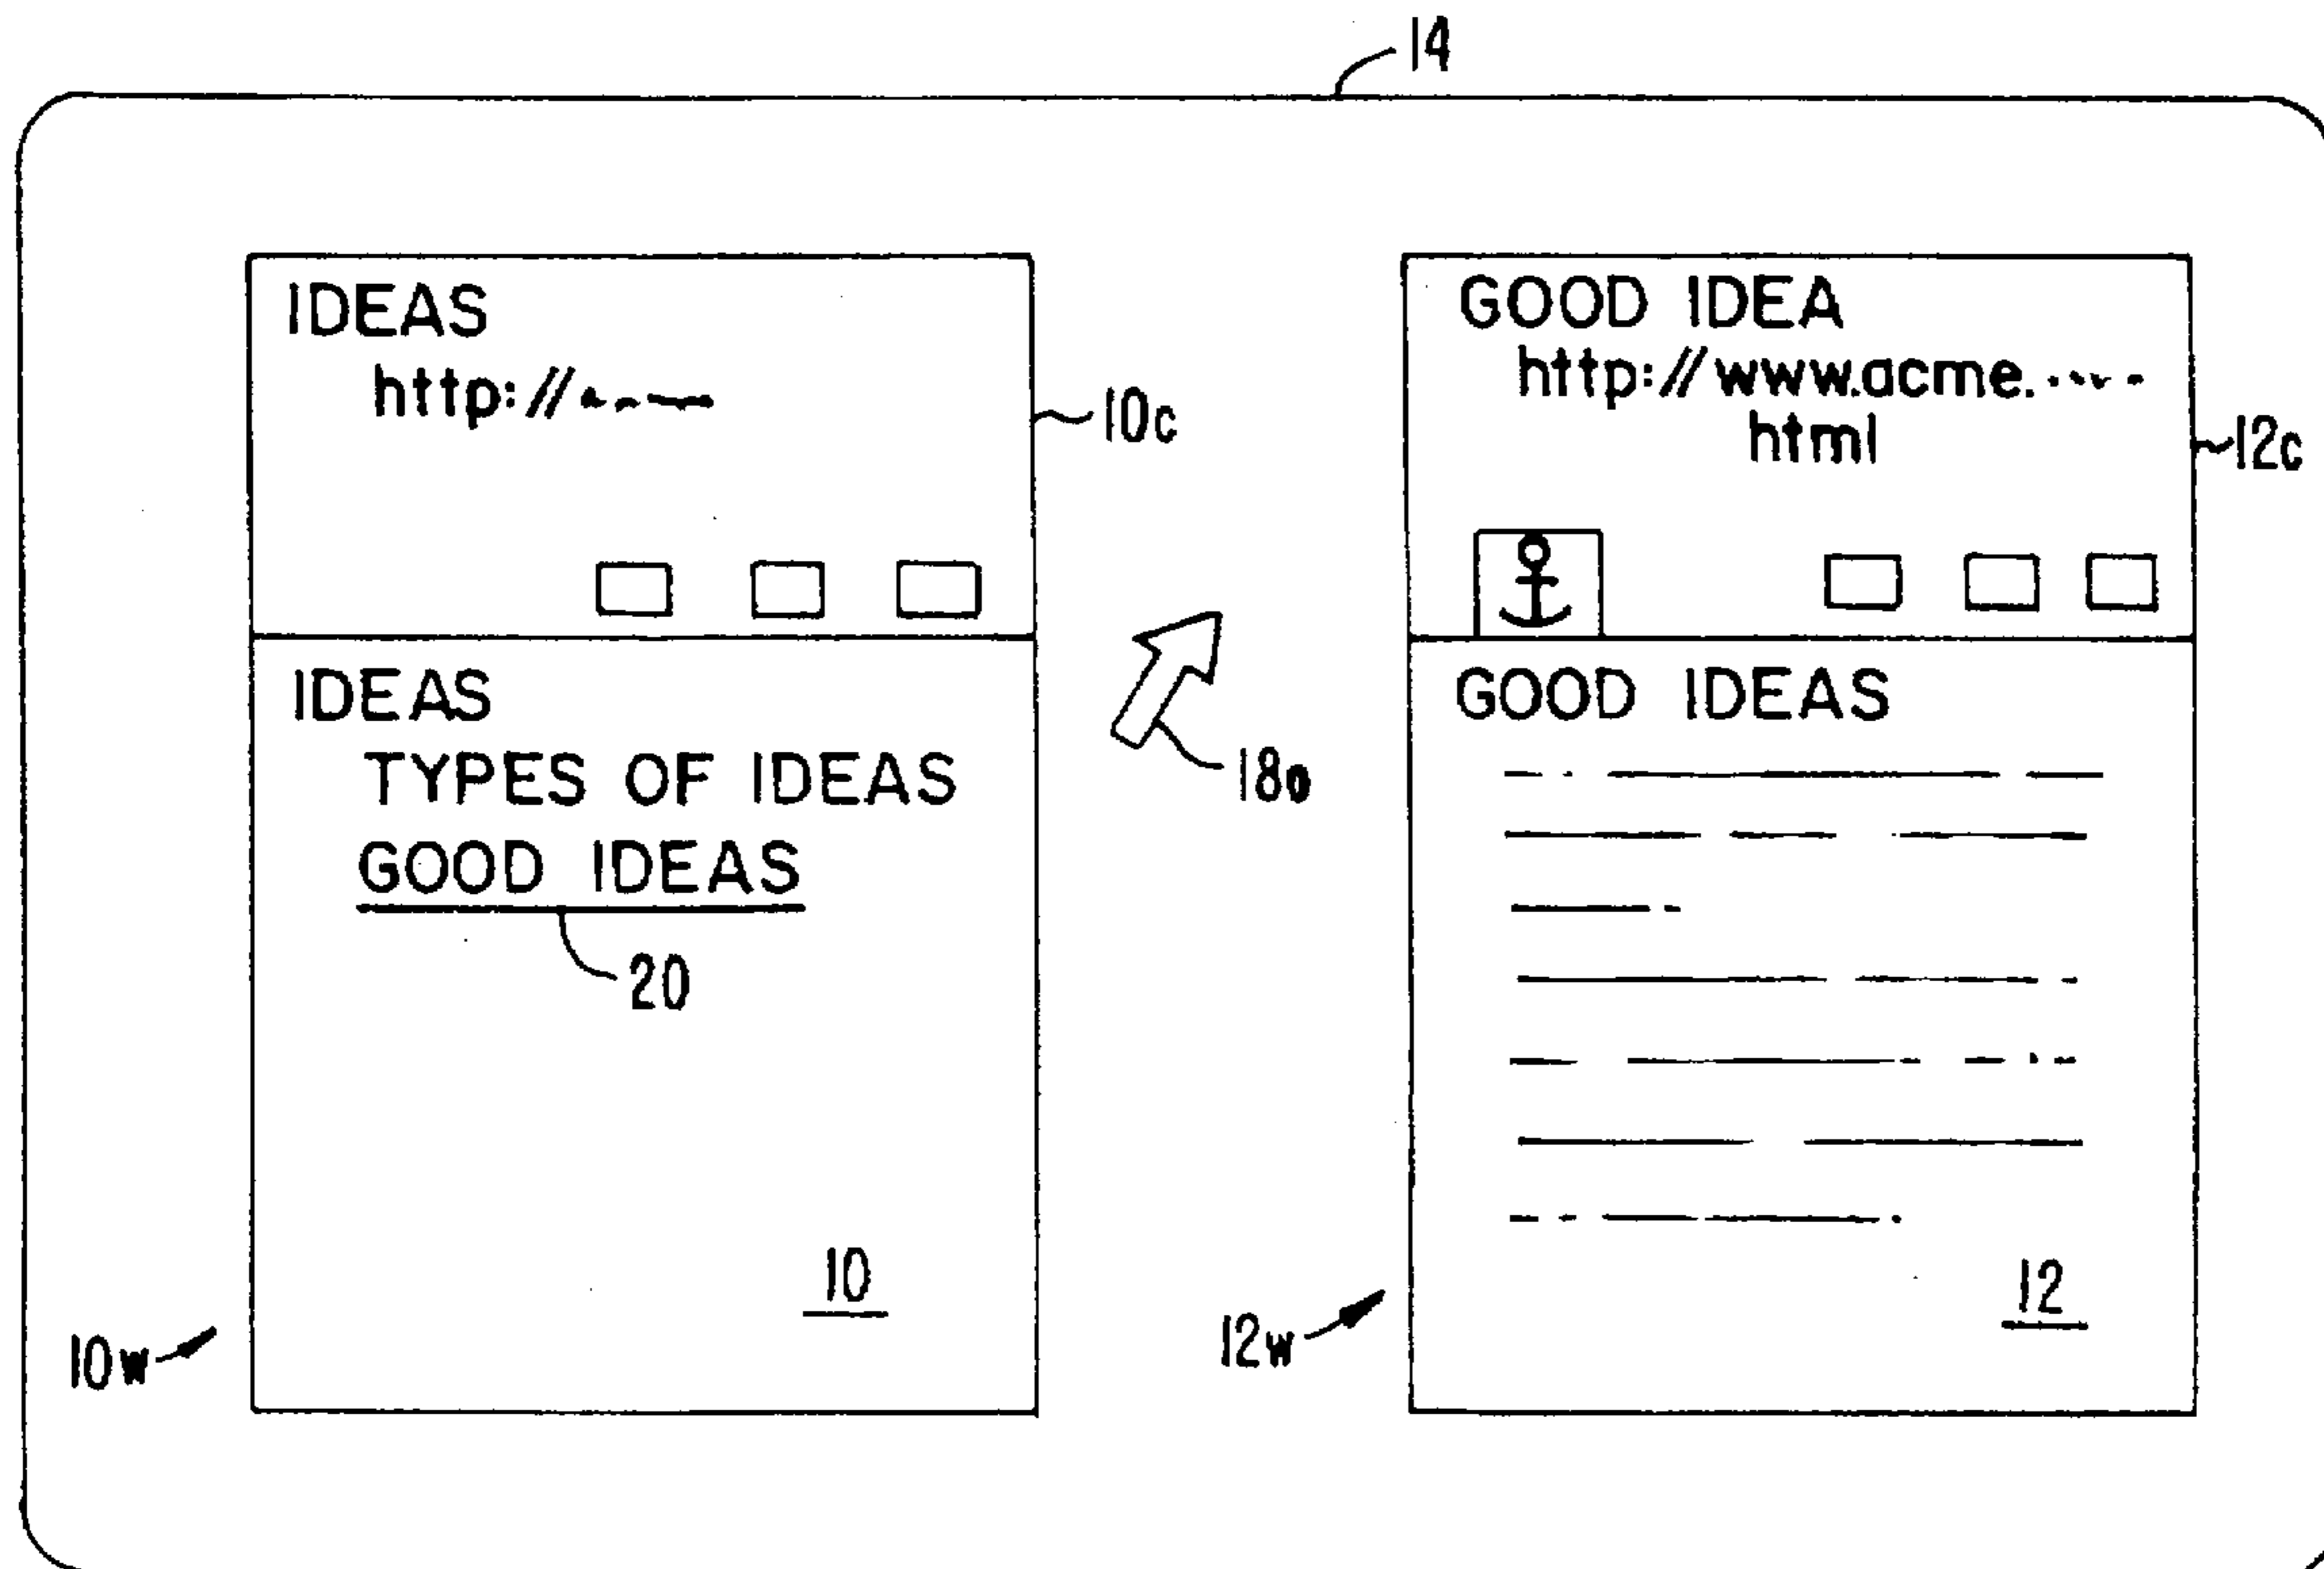 14
IDEAS
http://
10c
IDEAS
TYPES OF IDEAS
GOOD IDEAS
20
10
10w
18a
GOOD IDEA
http://www.acme.
html
12c
GOOD IDEAS
12
12w